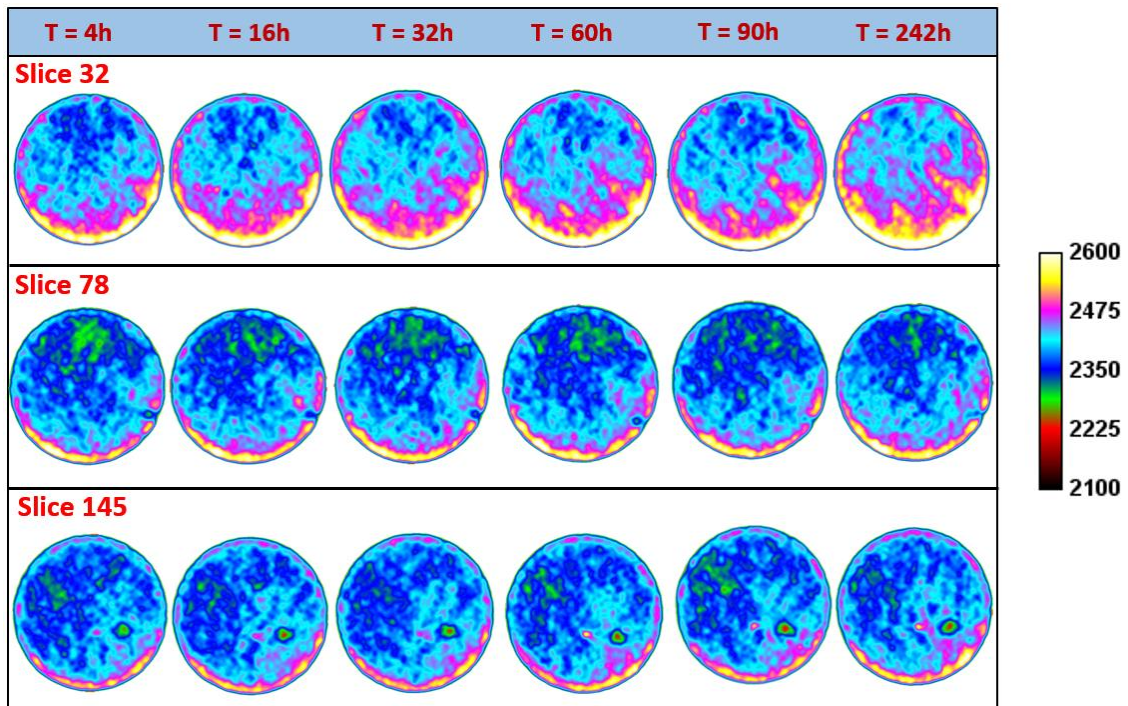 T = 4h T = 16h T = 32h T = 60h T = 90h T = 242h
Slice 32
Slice 78
Slice 145
2600
2475
2350
2225
2100